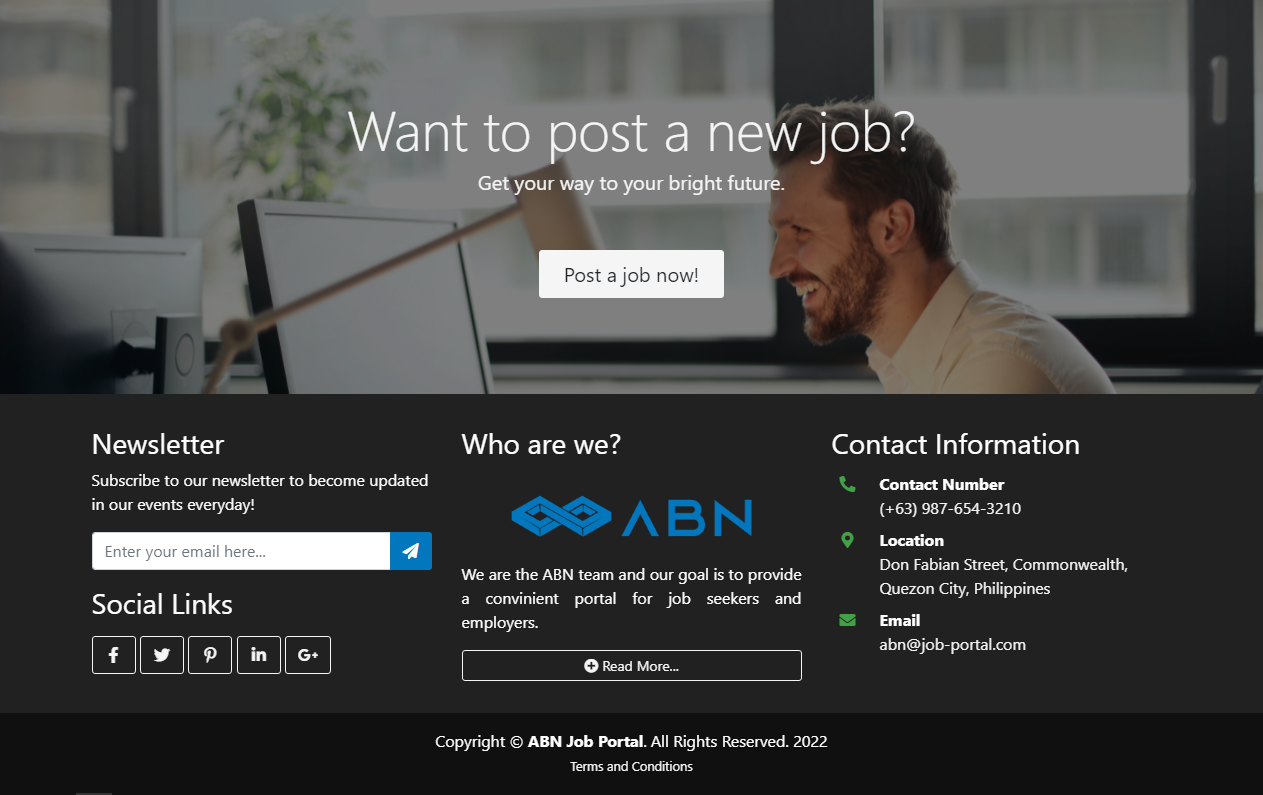 Want to post a new job?
Get your way to your bright future.
Post a job now!
Newsletter
Subscribe to our newsletter to become updated
in our events everyday!
Enter your email here...
Social Links
Who are we?
ABN
We are the ABN team and our goal is to provide
a convinient portal for job seekers and
employers.
Read More...
Contact Information
Contact Number
(+63) 987-654-3210
Location
Don Fabian Street, Commonwealth,
Quezon City, Philippines
Email
abn@job-portal.com
Copyright © ABN Job Portal. All Rights Reserved. 2022
Terms and Conditions